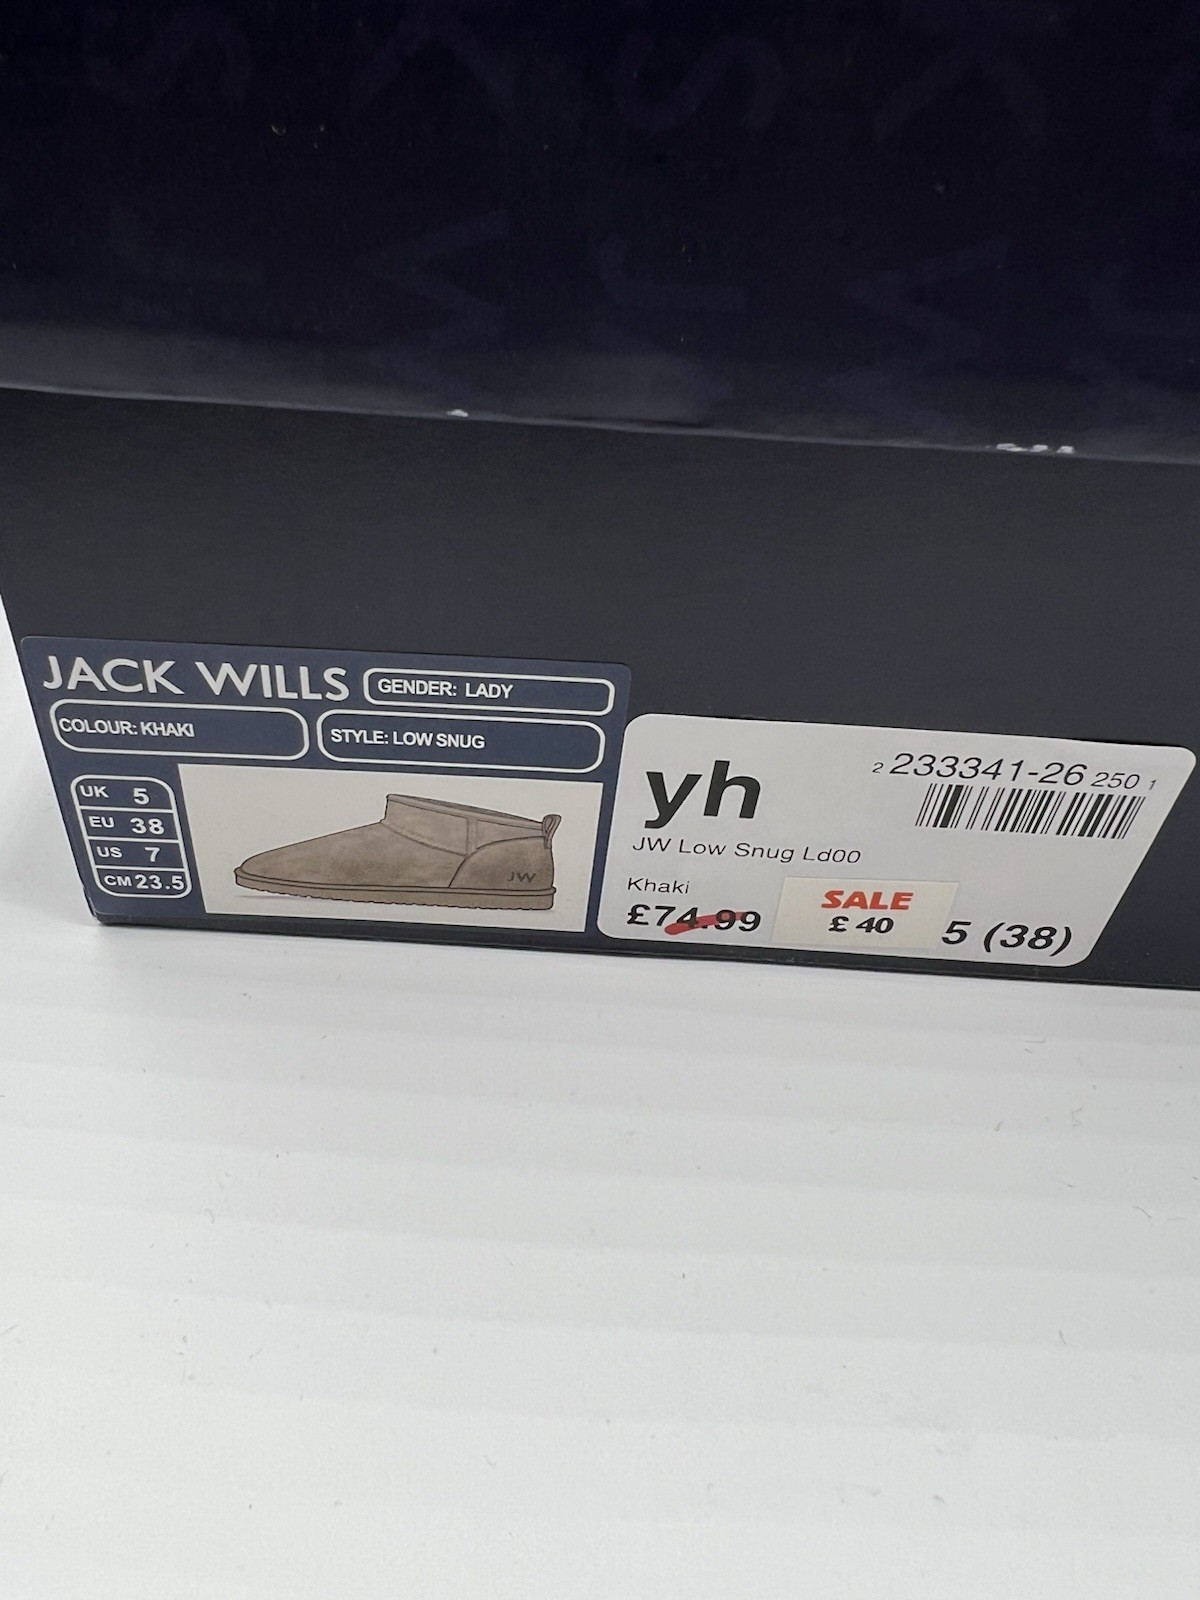 JACK WILLS
GENDER: LADY
COLOUR: KHAKI
STYLE: LOW SNUG
UK 5
EU 38
US 7
CM 23.5
JW
yh
2 233341-26 250 1
JW Low Snug Ld00
Khaki
£74.99
SALE
£ 40
5 (38)